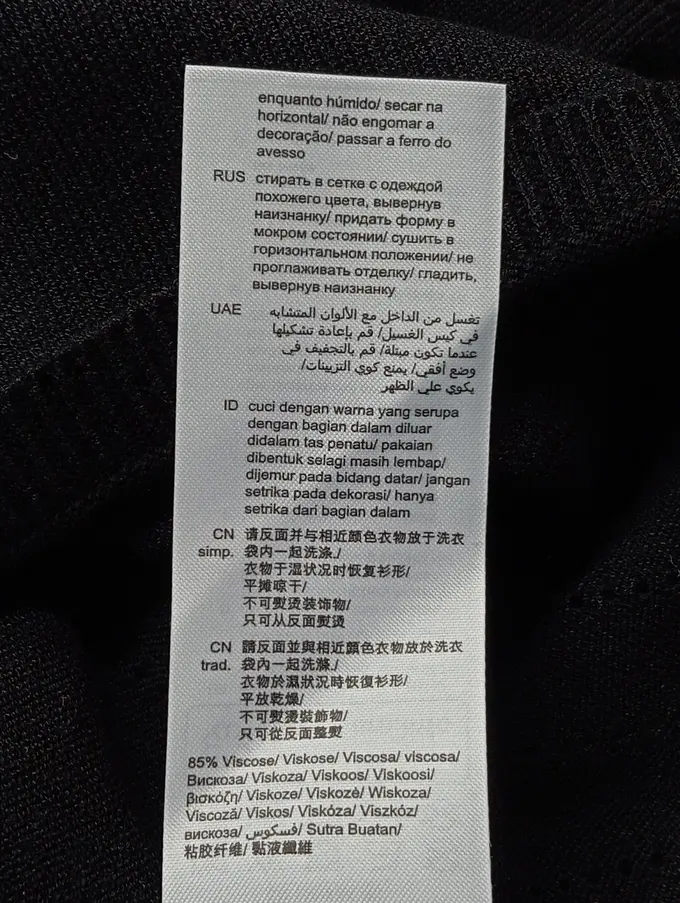 enquanto húmido/ secar na
horizontal/ não engomar a
decoração/ passar a ferro do
avesso
RUS стирать в сетке с одеждой
похожего цвета, вывернув
наизнанку/ придать форму в
мокром состоянии/ сушить в
горизонтальном положении/ не
проглаживать отделку/ гладить,
вывернув наизнанку
UAE تغسل من الداخل مع الألوان المتشابه
في كيس الغسيل/ قم بإعادة تشكيلها
عندما تكون مبتلة/ قم بالتجفيف في
وضع أفقي/ يمنع كوي التزيينات/
يكوي علي الظهر
ID cuci dengan warna yang serupa
dengan bagian dalam diluar
didalam tas penatu/ pakaian
dibentuk selagi masih lembap/
dijemur pada bidang datar/ jangan
setrika pada dekorasi/ hanya
setrika dari bagian dalam
CN 请反面并与相近颜色衣物放于洗衣
simp. 袋内一起洗涤./
衣物于湿状况时恢复衫形/
平摊晾干/
不可熨烫装饰物/
只可从反面熨烫
CN 請反面並與相近顏色衣物放於洗衣
trad. 袋內一起洗滌./
衣物於濕狀況時恢復衫形/
平放乾燥/
不可熨燙裝飾物/
只可從反面整熨
85% Viscose/ Viskose/ Viscosa/ viscosa/
Вискоза/ Viskoza/ Viskoos/ Viskoosi/
βισκόζη/ Viskoze/ Viskozė/ Wiskoza/
Viscoză/ Viskos/ Viskóza/ Viszkóz/
вискоза/ فسكوس/ Sutra Buatan/
粘胶纤维/ 黏液纖維